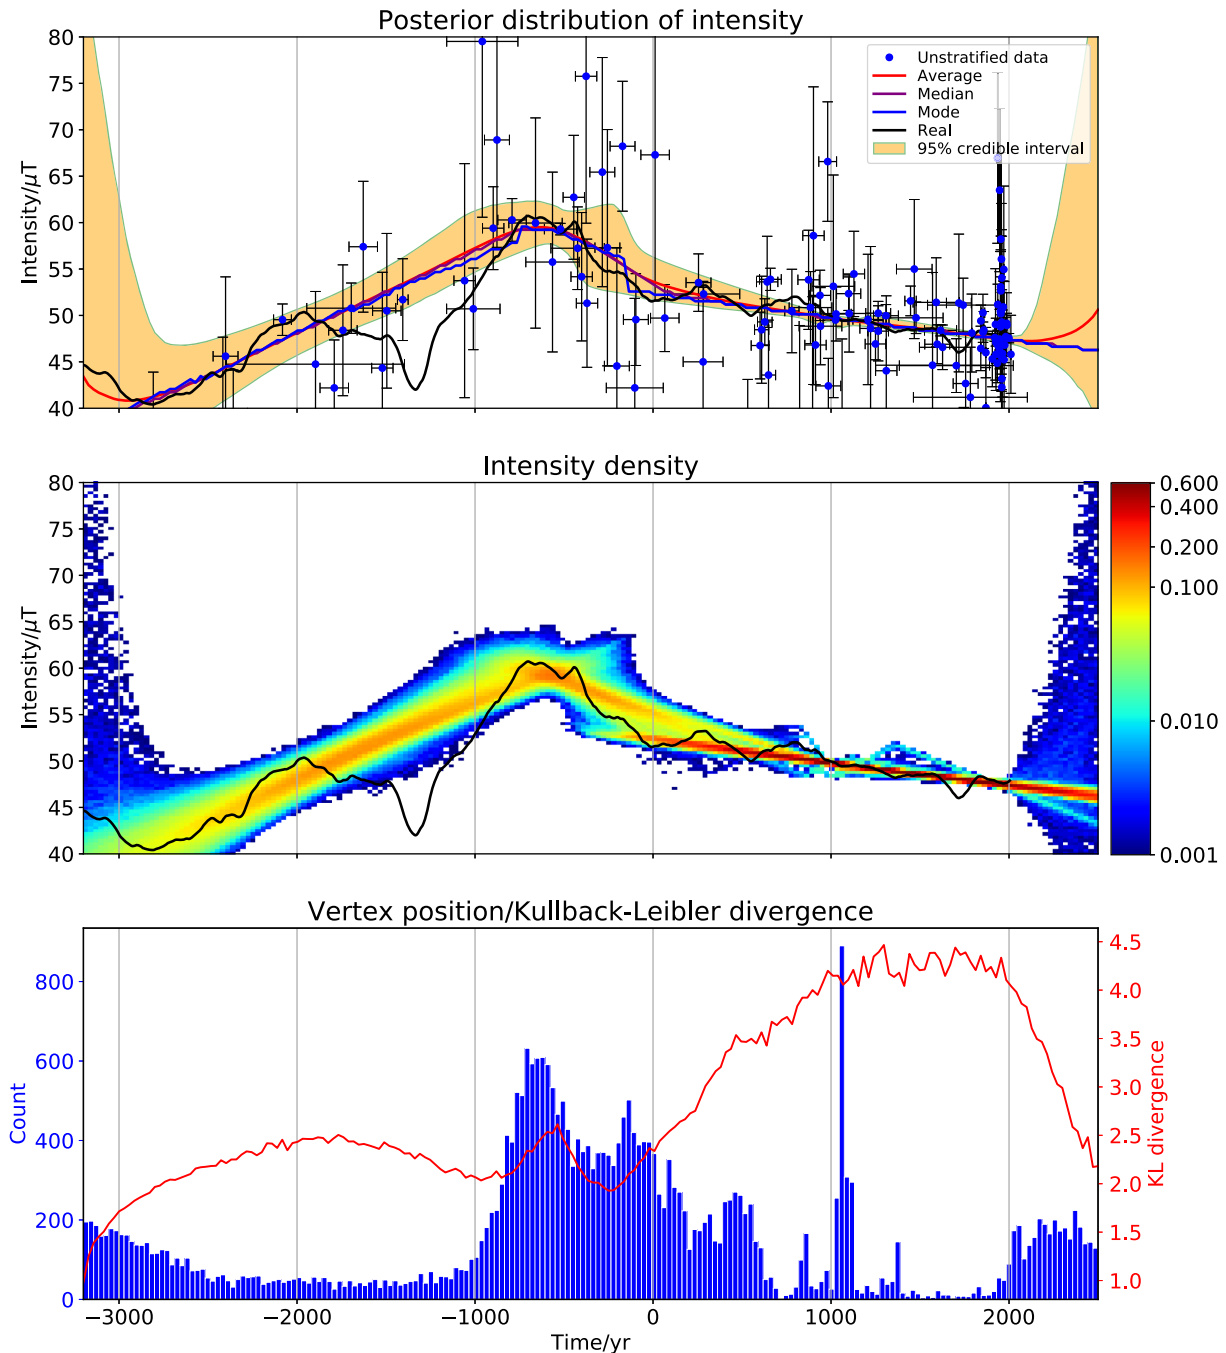 Posterior distribution of intensity
80
75
70
65
60
55
50
45
40
Intensity/μT
Unstratified data
Average
Median
Mode
Real
95% credible interval
Intensity density
80
75
70
65
60
55
50
45
40
Intensity/μT
0.600
0.400
0.200
0.100
0.010
0.001
Vertex position/Kullback-Leibler divergence
800
600
400
200
0
Count
4.5
4.0
3.5
3.0
2.5
2.0
1.5
1.0
KL divergence
−3000 −2000 −1000 0 1000 2000
Time/yr